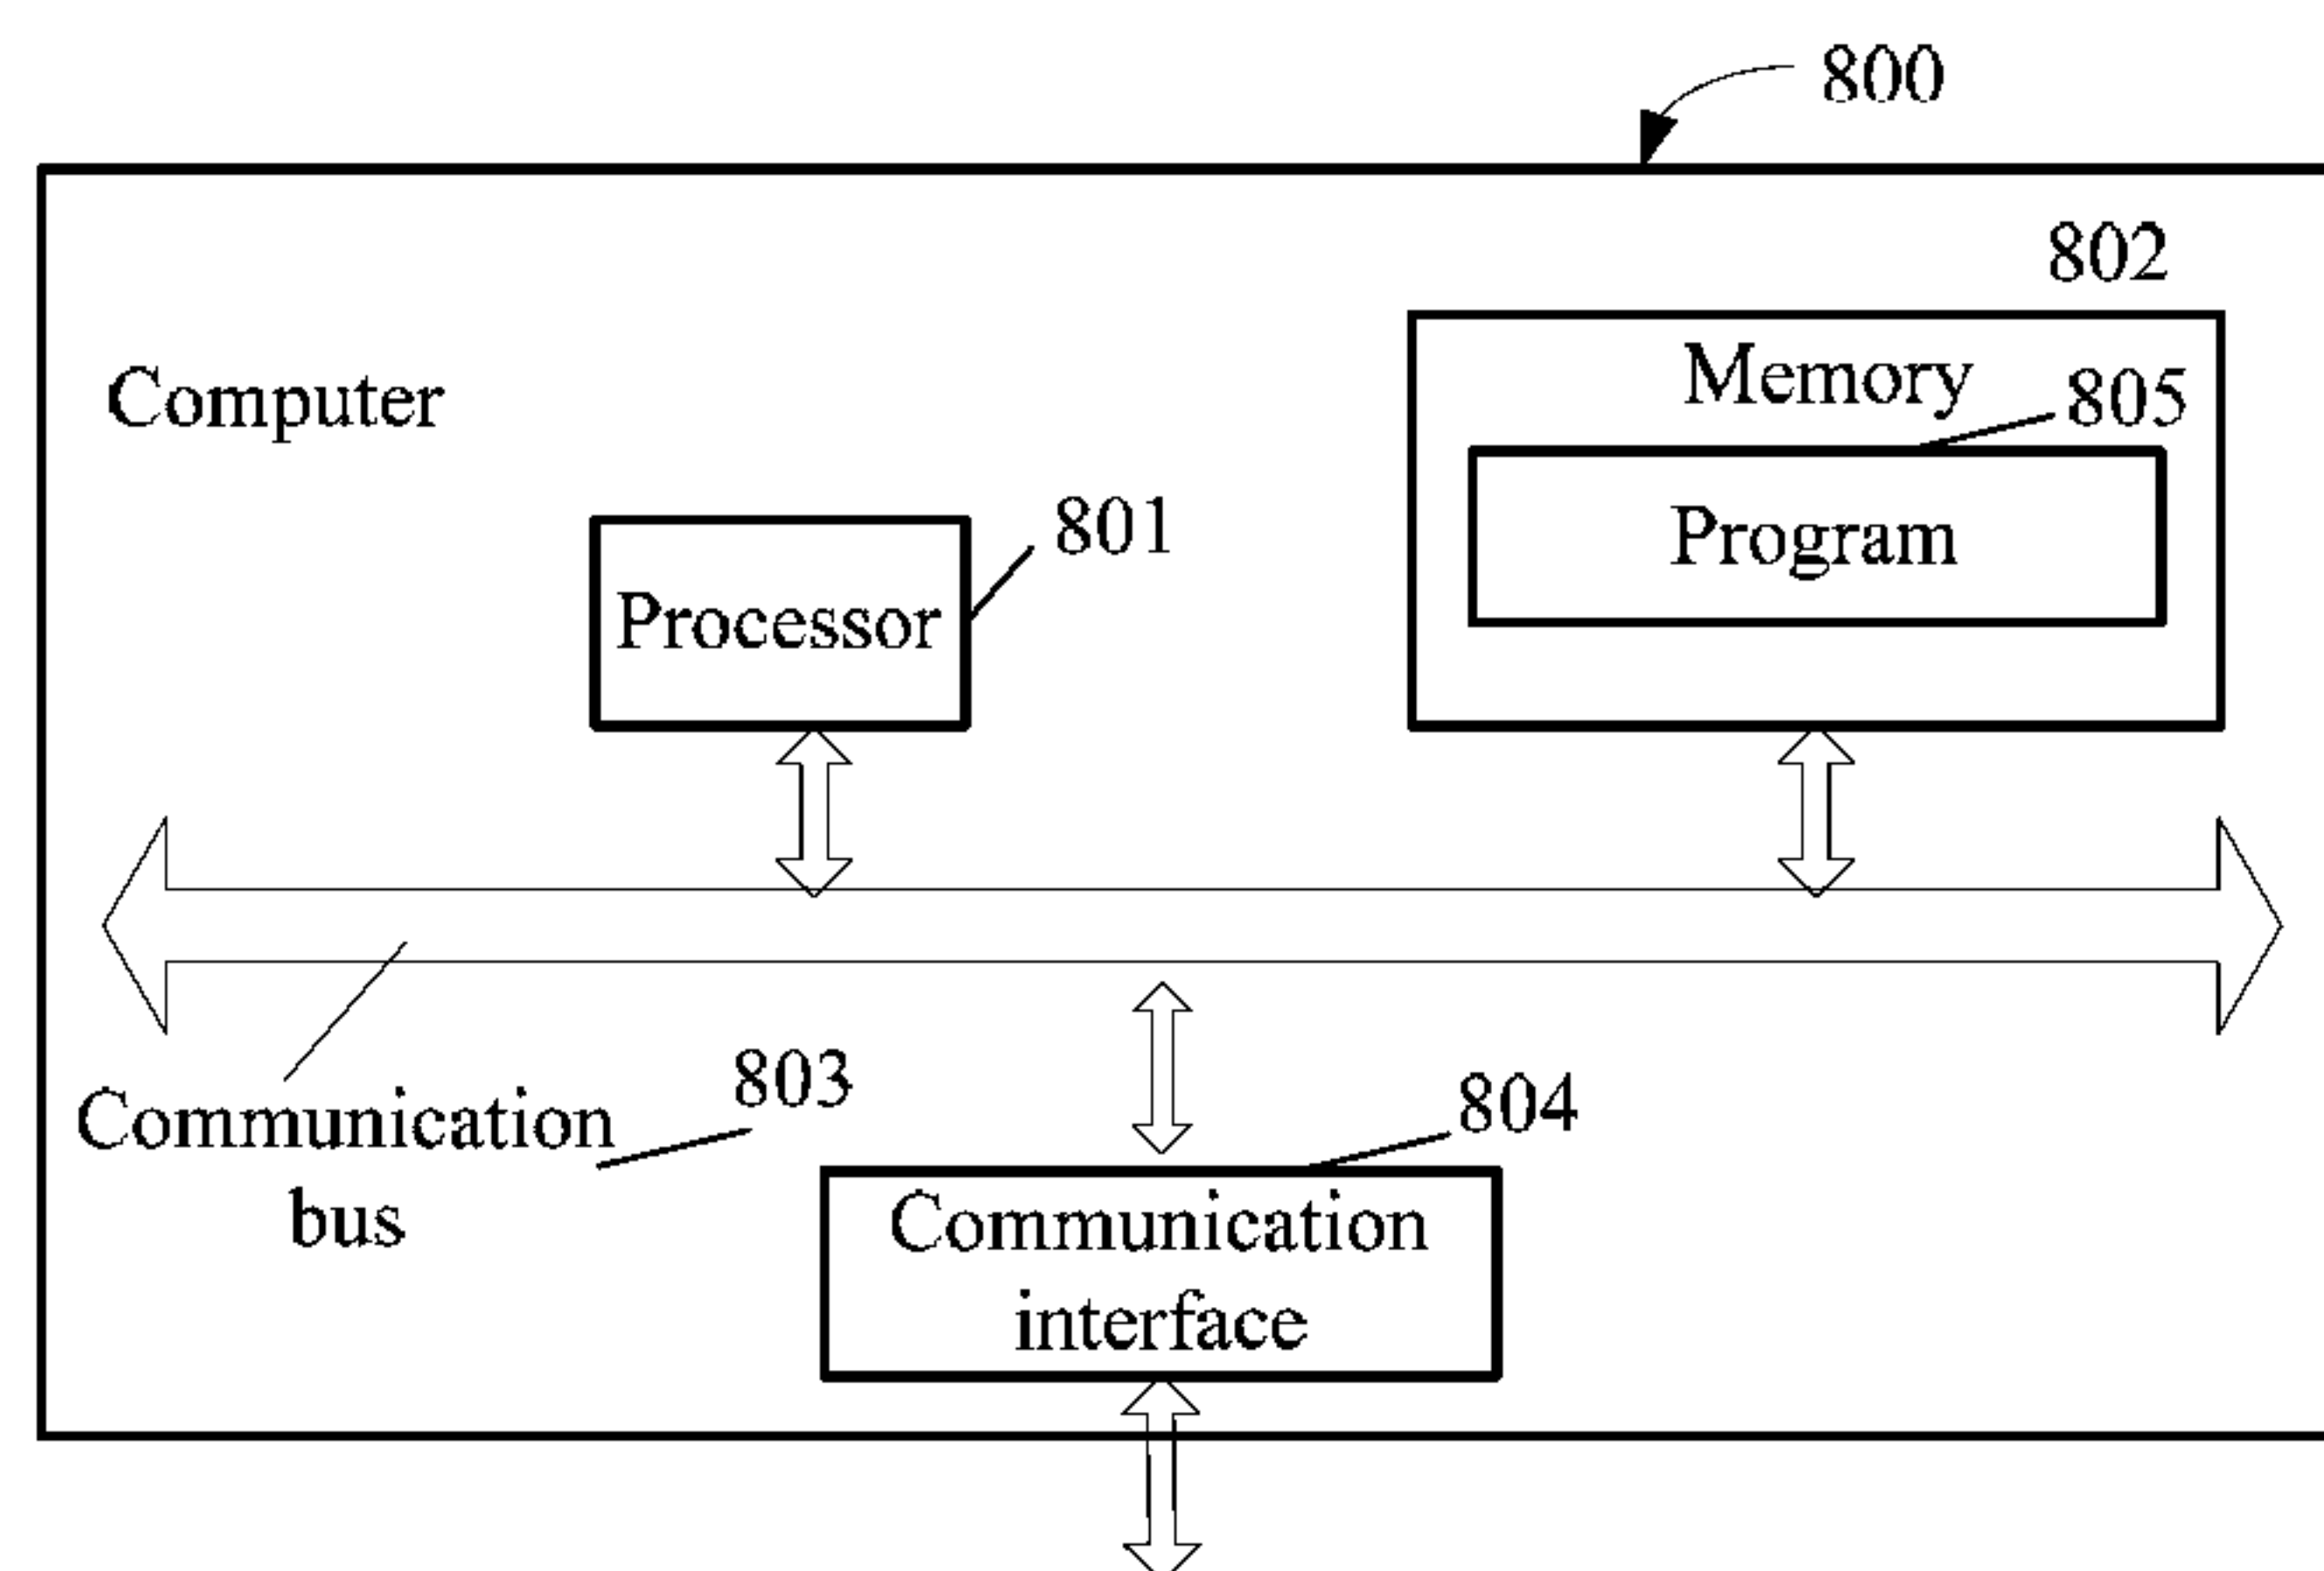 800
802
Computer
Memory
805
Program
801
Processor
803
Communication
bus
804
Communication
interface